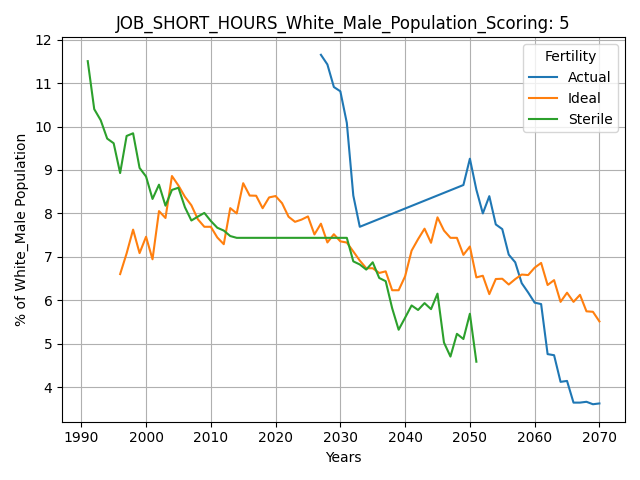 JOB_SHORT_HOURS_White_Male_Population_Scoring: 5
Fertility
Actual
Ideal
Sterile
% of White_Male Population
12
11
10
9
8
7
6
5
4
1990 2000 2010 2020 2030 2040 2050 2060 2070
Years